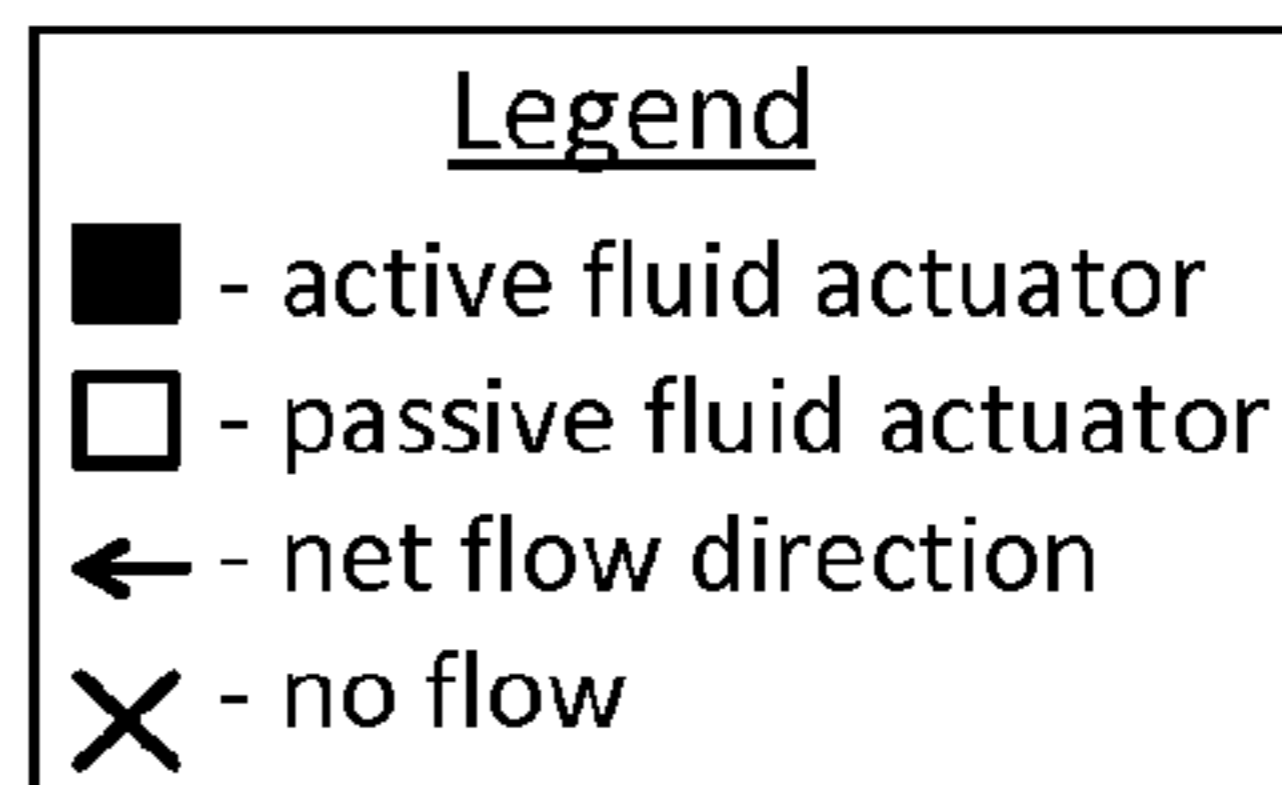 Legend
- active fluid actuator
- passive fluid actuator
- net flow direction
- no flow